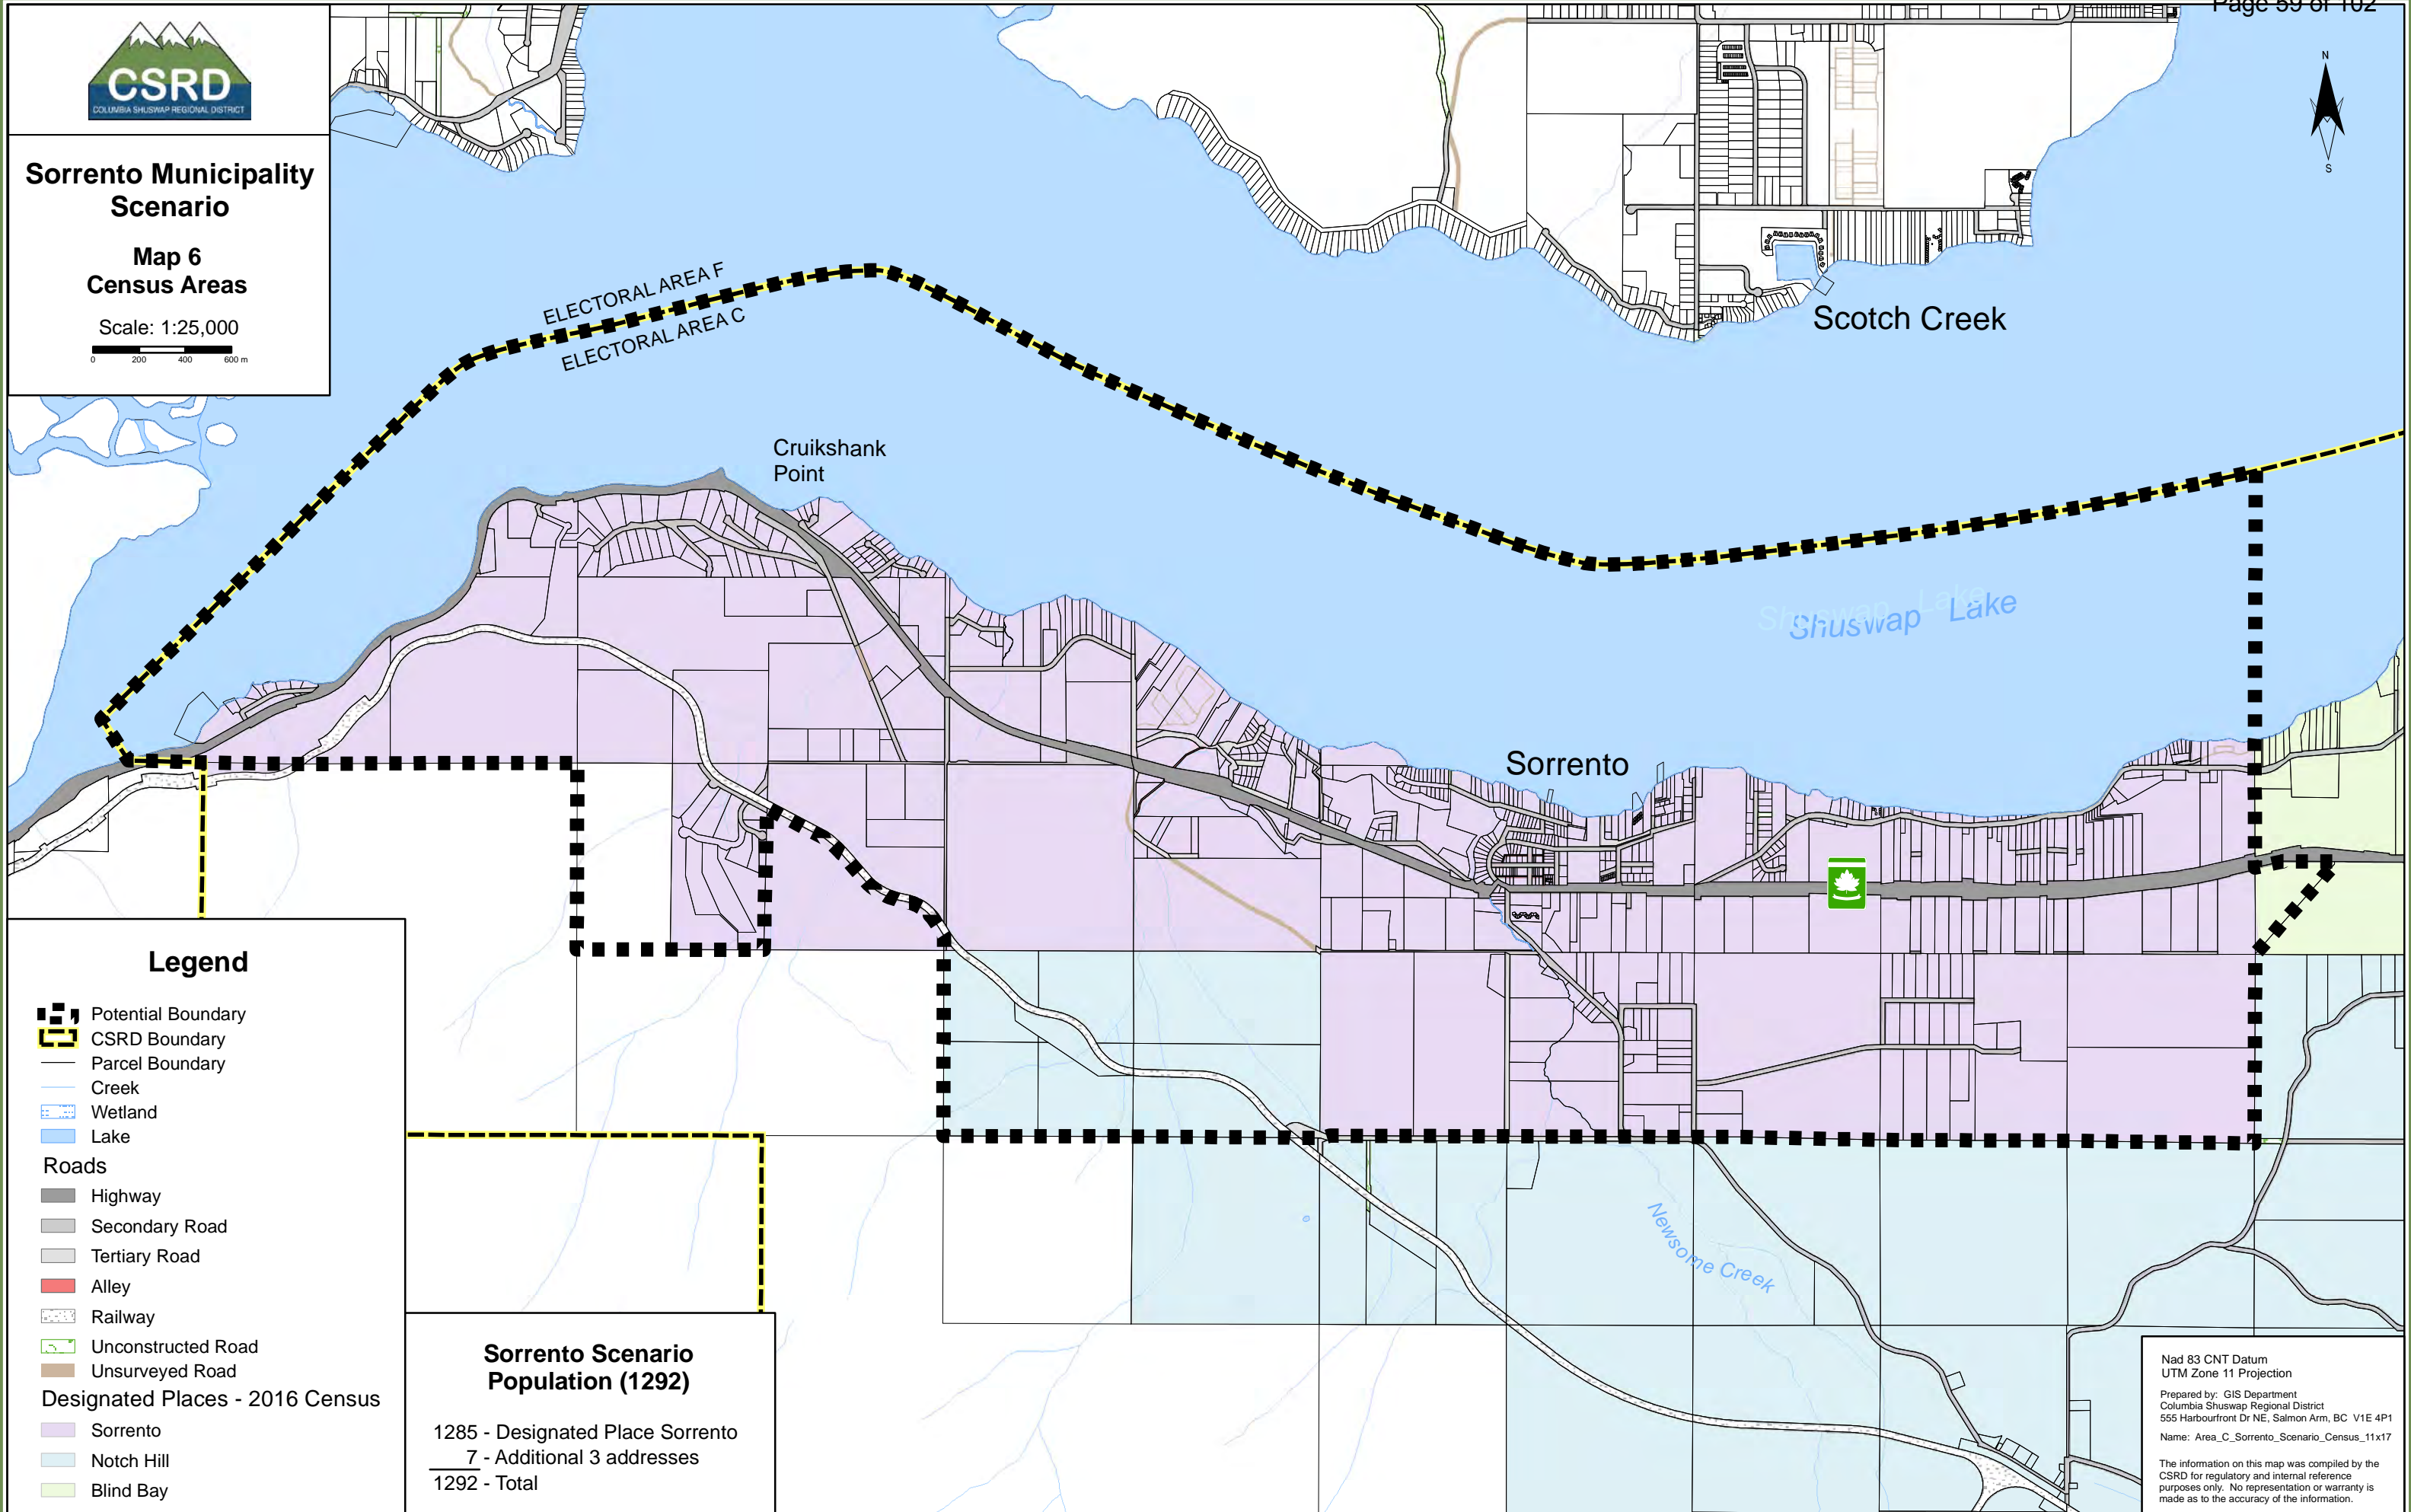 Page 59 of 102
CSRD
COLUMBIA SHUSWAP REGIONAL DISTRICT
Sorrento Municipality
Scenario
Map 6
Census Areas
Scale: 1:25,000
0 200 400 600 m
N
S
ELECTORAL AREA F
ELECTORAL AREA C
Scotch Creek
Cruikshank
Point
Shuswap Lake
Shuswap Lake
Sorrento
Newsome Creek
Legend
Potential Boundary
CSRD Boundary
Parcel Boundary
Creek
Wetland
Lake
Roads
Highway
Secondary Road
Tertiary Road
Alley
Railway
Unconstructed Road
Unsurveyed Road
Designated Places - 2016 Census
Sorrento
Notch Hill
Blind Bay
Sorrento Scenario
Population (1292)
1285 - Designated Place Sorrento
7 - Additional 3 addresses
1292 - Total
Nad 83 CNT Datum
UTM Zone 11 Projection
Prepared by: GIS Department
Columbia Shuswap Regional District
555 Harbourfront Dr NE, Salmon Arm, BC V1E 4P1
Name: Area_C_Sorrento_Scenario_Census_11x17
The information on this map was compiled by the
CSRD for regulatory and internal reference
purposes only. No representation or warranty is
made as to the accuracy of the information.